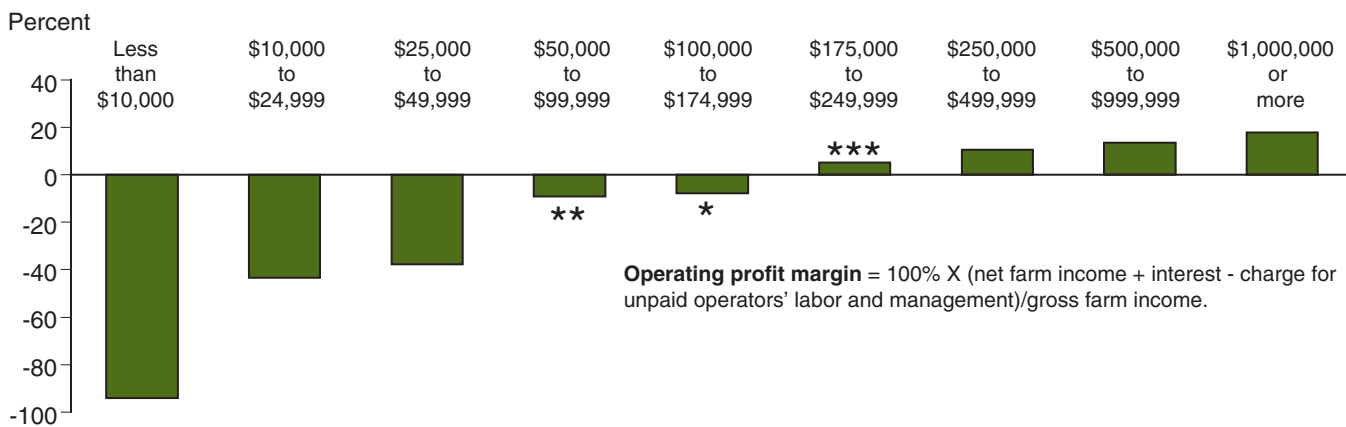 Percent
Less than $10,000
$10,000 to $24,999
$25,000 to $49,999
$50,000 to $99,999
$100,000 to $174,999
$175,000 to $249,999
$250,000 to $499,999
$500,000 to $999,999
$1,000,000 or more
40
20
0
-20
-40
-60
-80
-100
***
**
*
Operating profit margin = 100% X (net farm income + interest - charge for
unpaid operators’ labor and management)/gross farm income.